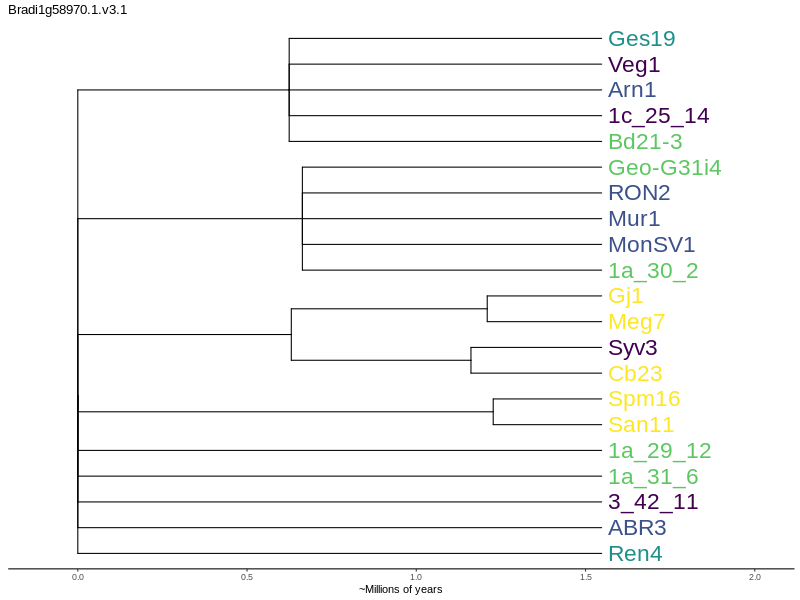 Bradi1g58970.1.v3.1
Ges19
Veg1
Arn1
1c_25_14
Bd21-3
Geo-G31i4
RON2
Mur1
MonSV1
1a_30_2
Gj1
Meg7
Syv3
Cb23
Spm16
San11
1a_29_12
1a_31_6
3_42_11
ABR3
Ren4
0.0 0.5 1.0 1.5 2.0
~Millions of years